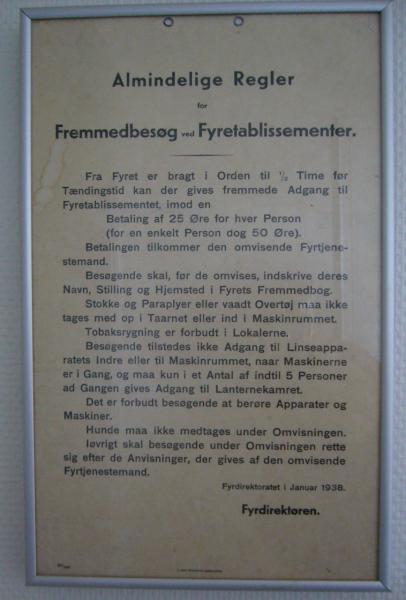 Almindelige Regler
for
Fremmedbesøg ved Fyretablissementer.
Fra Fyret er bragt i Orden til ½ Time før
Tændingstid kan der gives fremmede Adgang til
Fyretablissementet, imod en
Betaling af 25 Øre for hver Person
(for en enkelt Person dog 50 Øre).
Betalingen tilkommer den omvisende Fyrtjene-
stemand.
Besøgende skal, før de omvises, indskrive deres
Navn, Stilling og Hjemsted i Fyrets Fremmedbog.
Stokke og Paraplyer eller vaadt Overtøj maa ikke
tages med op i Taarnet eller ind i Maskinrummet.
Tobaksrygning er forbudt i Lokalerne.
Besøgende tilstedes ikke Adgang til Linseappa-
ratets Indre eller til Maskinrummet, naar Maskinerne
er i Gang, og maa kun i et Antal af indtil 5 Personer
ad Gangen gives Adgang til Lanternekamret.
Det er forbudt besøgende at berøre Apparater og
Maskiner.
Hunde maa ikke medtages under Omvisningen.
Iøvrigt skal besøgende under Omvisningen rette
sig efter de Anvisninger, der gives af den omvisende
Fyrtjenestemand.
Fyrdirektoratet i Januar 1938.
Fyrdirektøren.